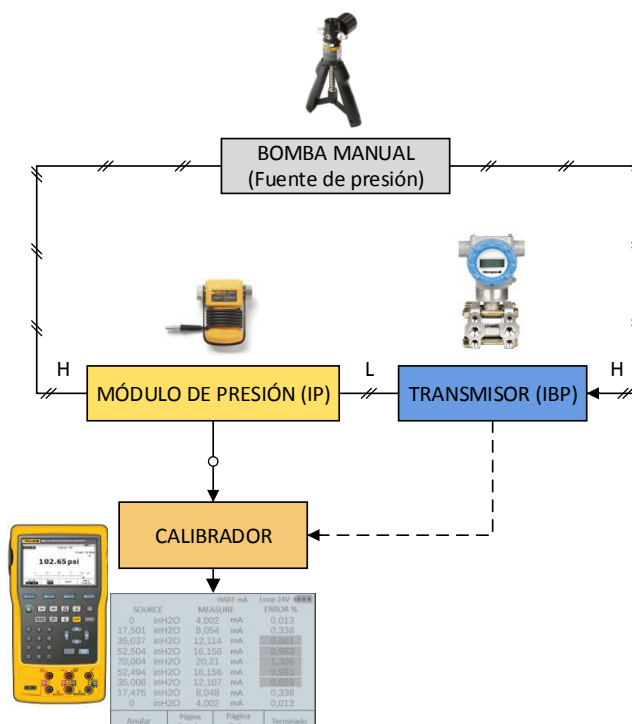 BOMBA MANUAL
(Fuente de presión)
Honeywell
H
L
H
MÓDULO DE PRESIÓN (IP)
TRANSMISOR (IBP)
CALIBRADOR
FLUKE
102.65 psi
HART mA Loop 24V
SOURCE MEASURE ERROR %
0 inH2O 4,002 mA 0,013
17,501 inH2O 8,054 mA 0,338
35,037 inH2O 12,114 mA 0,661
52,504 inH2O 16,158 mA 0,983
70,004 inH2O 20,21 mA 1,306
52,494 inH2O 16,156 mA 0,983
35,008 inH2O 12,107 mA 0,659
17,475 inH2O 8,048 mA 0,338
0 inH2O 4,002 mA 0,013
Anular Página Página Terminado